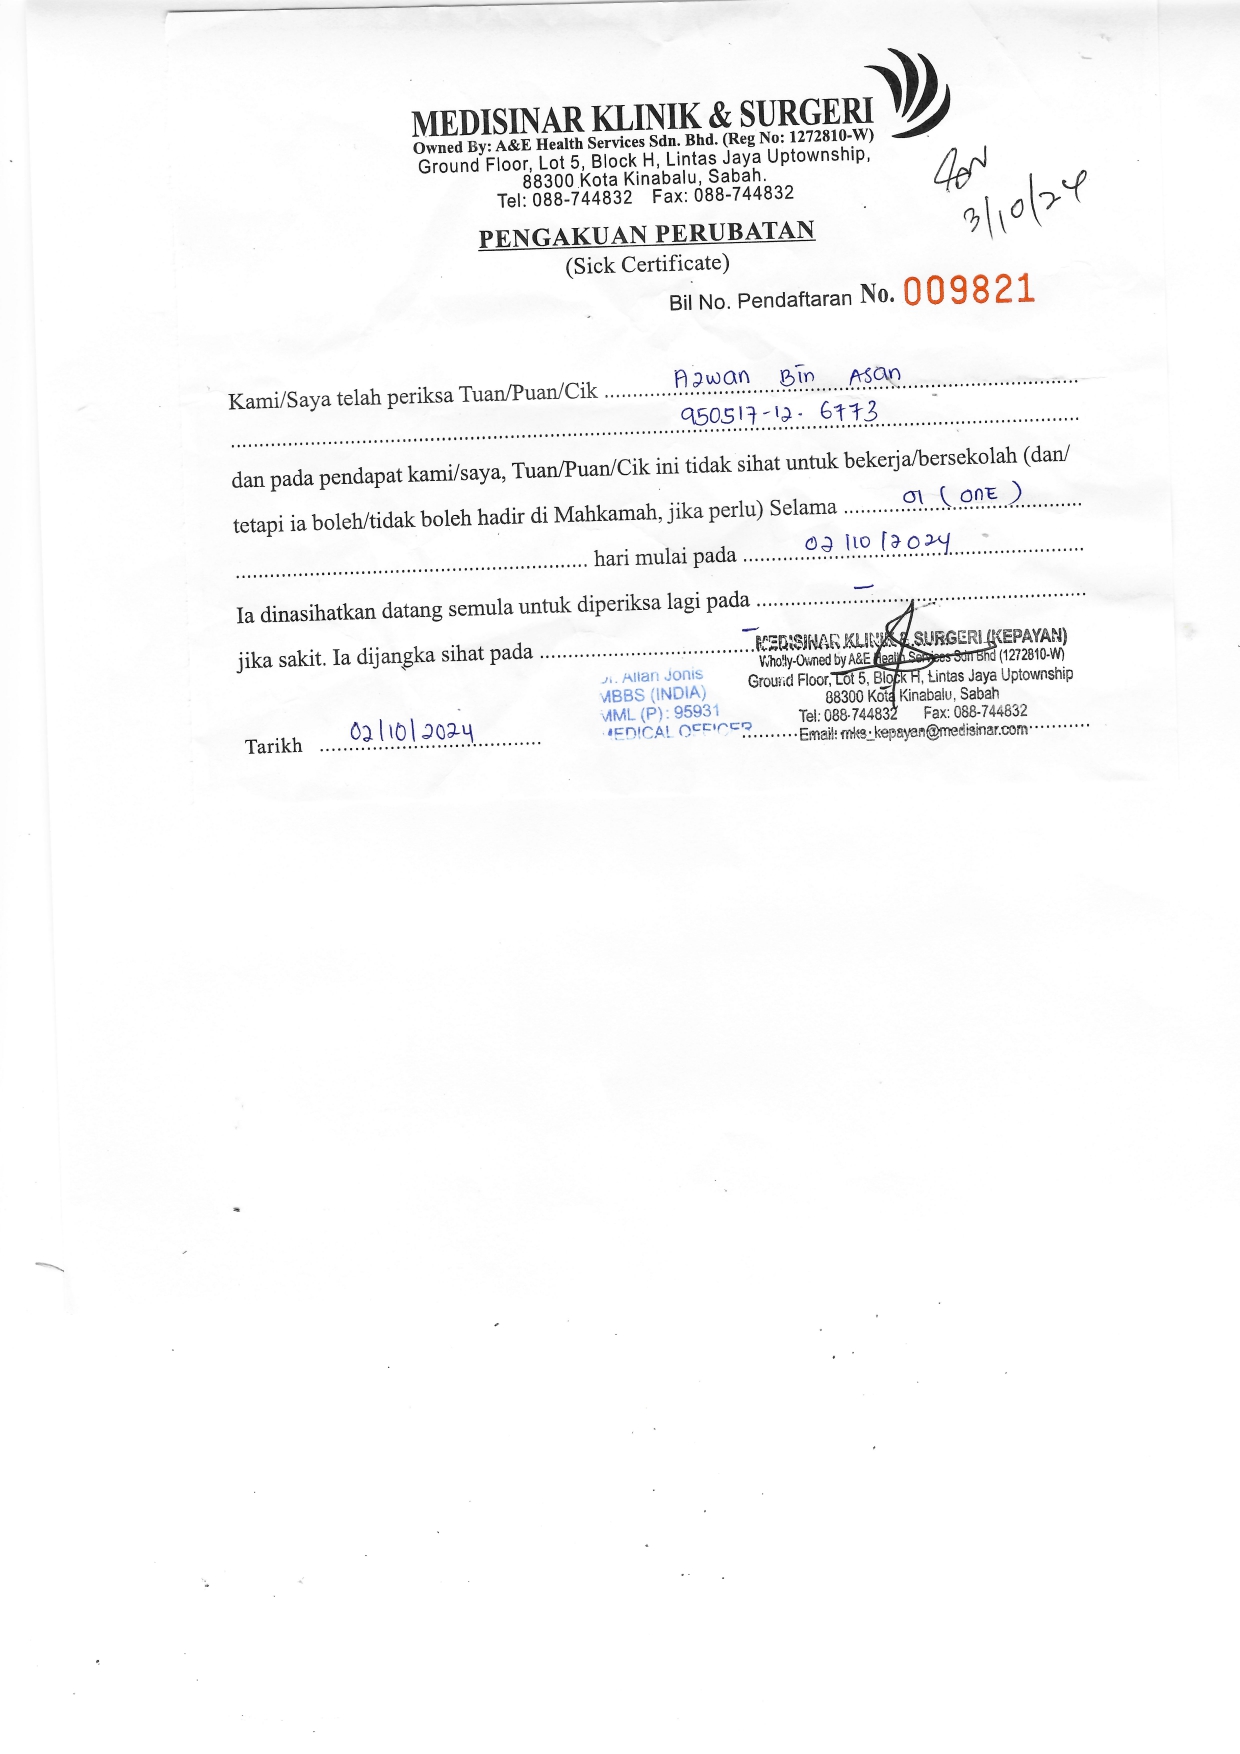 MEDISINAR KLINIK & SURGERI
Owned By: A&E Health Services Sdn. Bhd. (Reg No: 1272810-W)
Ground Floor, Lot 5, Block H, Lintas Jaya Uptownship,
88300 Kota Kinabalu, Sabah.
Tel: 088-744832 Fax: 088-744832
3/10/24
PENGAKUAN PERUBATAN
(Sick Certificate)
Bil No. Pendaftaran No. 009821
Kami/Saya telah periksa Tuan/Puan/Cik Azwan Bin Asan
950517-12-6773
dan pada pendapat kami/saya, Tuan/Puan/Cik ini tidak sihat untuk bekerja/bersekolah (dan/
tetapi ia boleh/tidak boleh hadir di Mahkamah, jika perlu) Selama 01 (ONE)
hari mulai pada 02/10/2024
Ia dinasihatkan datang semula untuk diperiksa lagi pada –
jika sakit. Ia dijangka sihat pada –
MEDISINAR KLINIK & SURGERI (KEPAYAN)
Wholly-Owned by A&E Health Services Sdn Bhd (1272810-W)
Ground Floor, Lot 5, Block H, Lintas Jaya Uptownship
88300 Kota Kinabalu, Sabah
Tel: 088-744832 Fax: 088-744832
Email: mks_kepayan@medisinar.com
Dr. Allan Jonis
MBBS (INDIA)
MML (P): 95931
MEDICAL OFFICER
Tarikh 02/10/2024